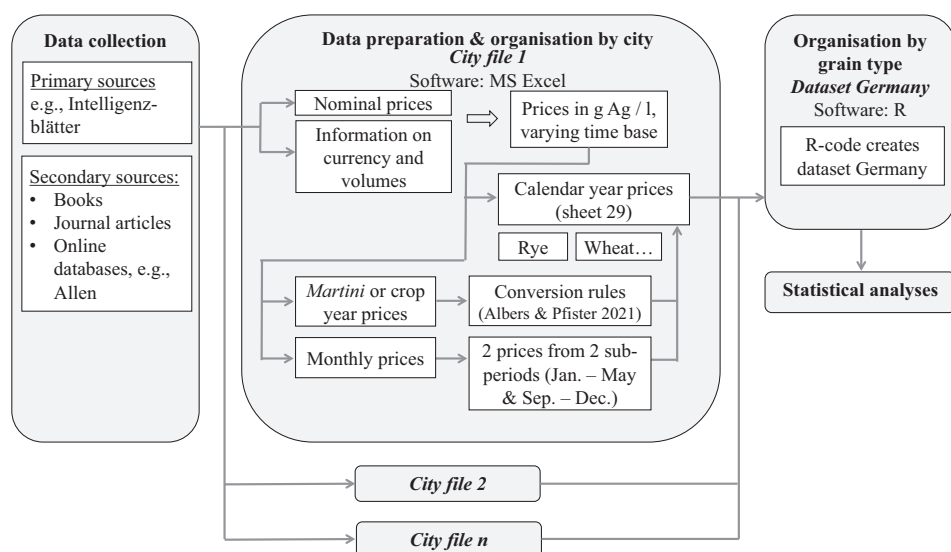 Data collection
Primary sources
e.g., Intelligenz-
blätter
Secondary sources:
• Books
• Journal articles
• Online
databases, e.g.,
Allen
Data preparation & organisation by city
City file 1
Software: MS Excel
Nominal prices
Information on
currency and
volumes
Prices in g Ag / l,
varying time base
Calendar year prices
(sheet 29)
Rye
Wheat…
Martini or crop
year prices
Conversion rules
(Albers & Pfister 2021)
Monthly prices
2 prices from 2 sub-
periods (Jan. – May
& Sep. – Dec.)
City file 2
City file n
Organisation by
grain type
Dataset Germany
Software: R
R-code creates
dataset Germany
Statistical analyses